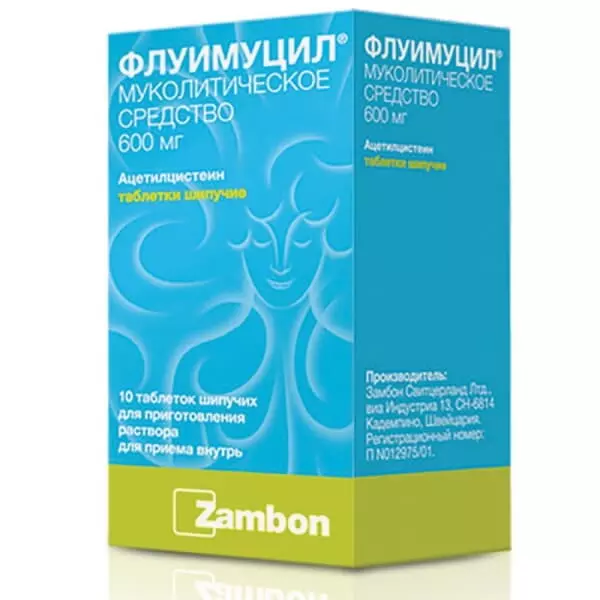 ФЛУИМУЦИЛ®
МУКОЛИТИЧЕСКОЕ
СРЕДСТВО
600 мг
Ацетилцистеин
таблетки шипучие
10 таблеток шипучих
для приготовления
раствора
для приема внутрь
Zambon
ФЛУИМУЦИЛ®
МУКОЛИТИЧЕСКОЕ
СРЕДСТВО
600 мг
Ацетилцистеин
таблетки шипучие
Производитель:
Замбон Свитцерланд Лтд.,
виа Индустриа 13, CH-6814
Кадемпино, Швейцария.
Регистрационный номер:
П N012975/01.